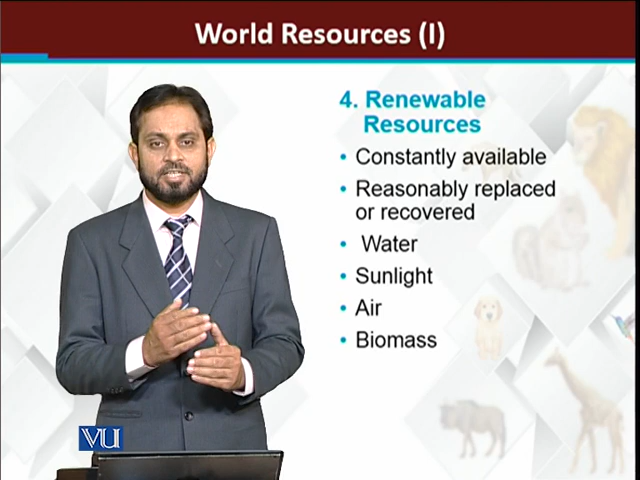 World Resources (I)
4. Renewable
Resources
• Constantly available
• Reasonably replaced
or recovered
• Water
• Sunlight
• Air
• Biomass
VU